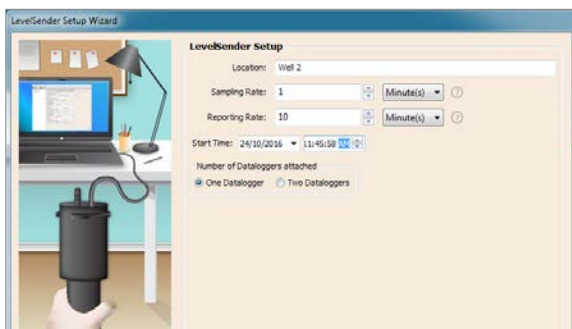 LevelSender Setup Wizard
LevelSender Setup
Location: Well 2
Sampling Rate: 1 Minute(s) ?
Reporting Rate: 10 Minute(s) ?
Start Time: 24/10/2016 11:45:58 AM
Number of Dataloggers attached
One Datalogger Two Dataloggers